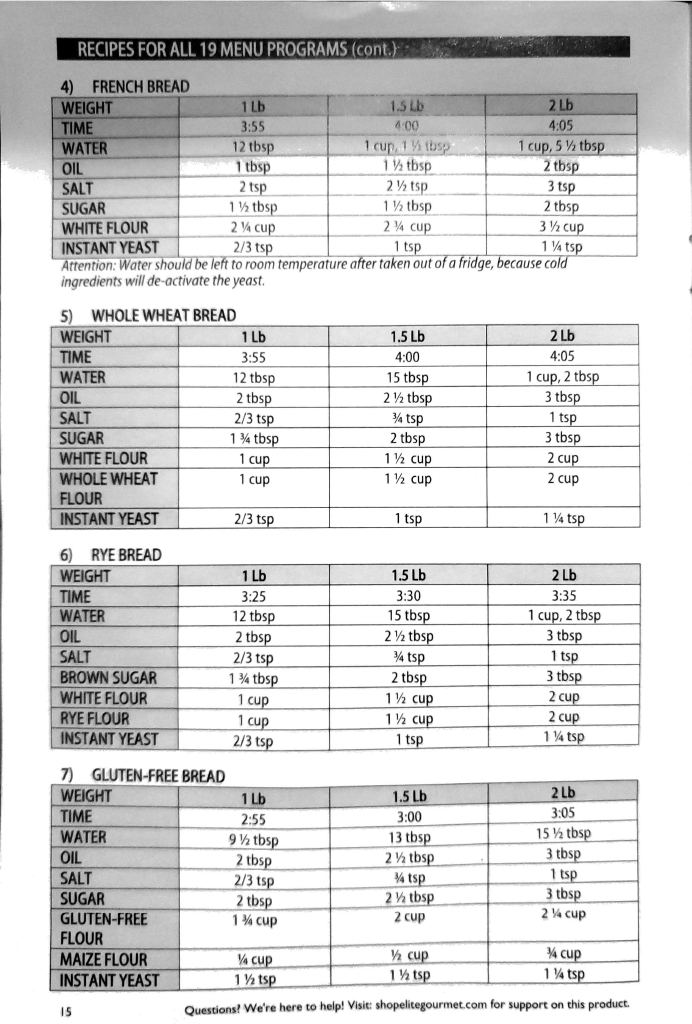 RECIPES FOR ALL 19 MENU PROGRAMS (cont.)
4) FRENCH BREAD
WEIGHT 1 Lb 1.5 Lb 2 Lb
TIME 3:55 4:00 4:05
WATER 12 tbsp 1 cup, 1 ½ tbsp 1 cup, 5 ½ tbsp
OIL 1 tbsp 1 ½ tbsp 2 tbsp
SALT 2 tsp 2 ½ tsp 3 tsp
SUGAR 1 ½ tbsp 1 ½ tbsp 2 tbsp
WHITE FLOUR 2 ¼ cup 2 ¾ cup 3 ½ cup
INSTANT YEAST 2/3 tsp 1 tsp 1 ¼ tsp
Attention: Water should be left to room temperature after taken out of a fridge, because cold
ingredients will de-activate the yeast.
5) WHOLE WHEAT BREAD
WEIGHT 1 Lb 1.5 Lb 2 Lb
TIME 3:55 4:00 4:05
WATER 12 tbsp 15 tbsp 1 cup, 2 tbsp
OIL 2 tbsp 2 ½ tbsp 3 tbsp
SALT 2/3 tsp ¾ tsp 1 tsp
SUGAR 1 ¾ tbsp 2 tbsp 3 tbsp
WHITE FLOUR 1 cup 1 ½ cup 2 cup
WHOLE WHEAT 1 cup 1 ½ cup 2 cup
FLOUR
INSTANT YEAST 2/3 tsp 1 tsp 1 ¼ tsp
6) RYE BREAD
WEIGHT 1 Lb 1.5 Lb 2 Lb
TIME 3:25 3:30 3:35
WATER 12 tbsp 15 tbsp 1 cup, 2 tbsp
OIL 2 tbsp 2 ½ tbsp 3 tbsp
SALT 2/3 tsp ¾ tsp 1 tsp
BROWN SUGAR 1 ¾ tbsp 2 tbsp 3 tbsp
WHITE FLOUR 1 cup 1 ½ cup 2 cup
RYE FLOUR 1 cup 1 ½ cup 2 cup
INSTANT YEAST 2/3 tsp 1 tsp 1 ¼ tsp
7) GLUTEN-FREE BREAD
WEIGHT 1 Lb 1.5 Lb 2 Lb
TIME 2:55 3:00 3:05
WATER 9 ½ tbsp 13 tbsp 15 ½ tbsp
OIL 2 tbsp 2 ½ tbsp 3 tbsp
SALT 2/3 tsp ¾ tsp 1 tsp
SUGAR 2 tbsp 2 ½ tbsp 3 tbsp
GLUTEN-FREE 1 ¾ cup 2 cup 2 ¼ cup
FLOUR
MAIZE FLOUR ¼ cup ½ cup ¾ cup
INSTANT YEAST 1 ½ tsp 1 ½ tsp 1 ¼ tsp
15 Questions? We're here to help! Visit: shopelitegourmet.com for support on this product.